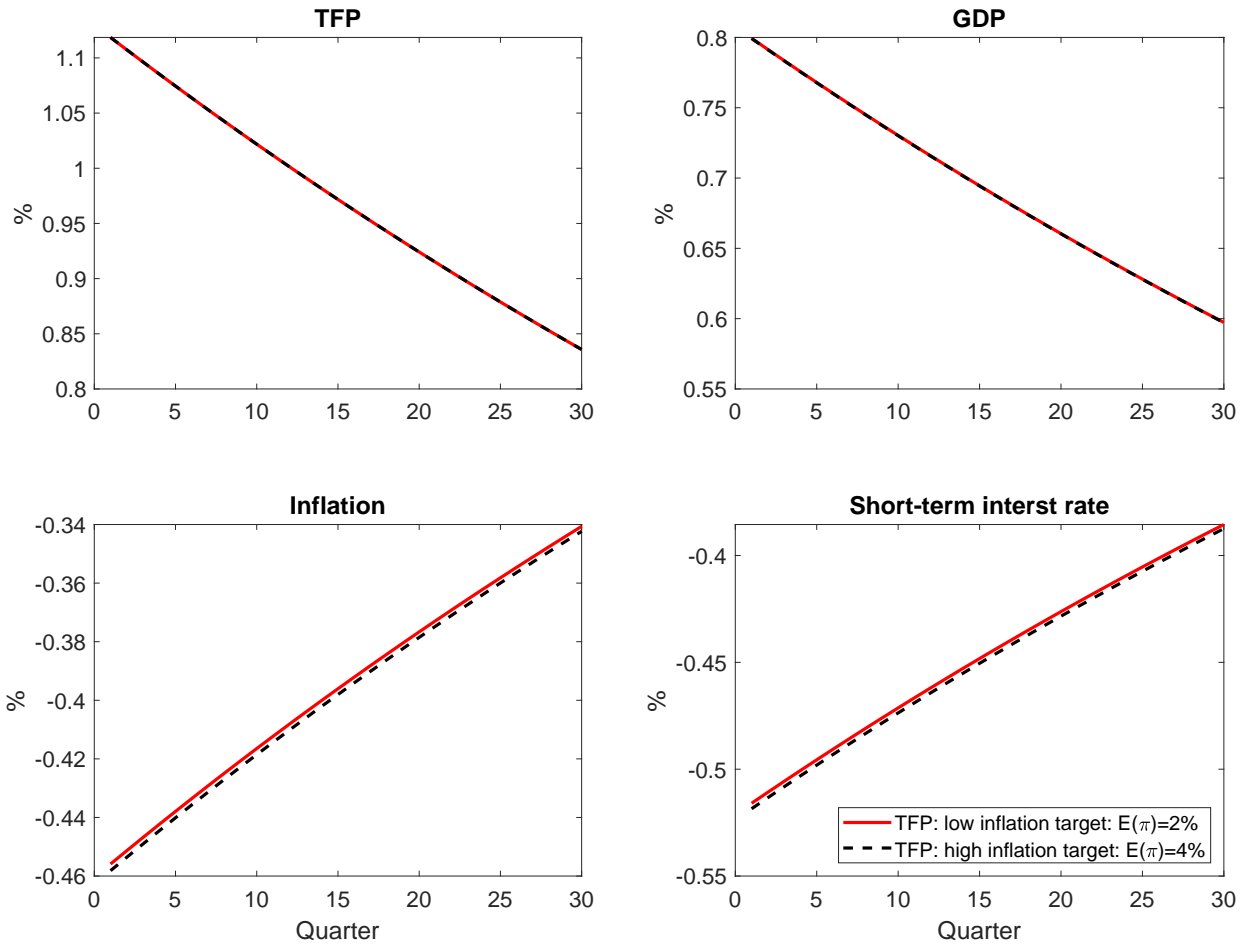 TFP
1.1
1.05
1
0.95
0.9
0.85
0.8
%
0 5 10 15 20 25 30
GDP
0.8
0.75
0.7
0.65
0.6
0.55
%
0 5 10 15 20 25 30
Inflation
-0.34
-0.36
-0.38
-0.4
-0.42
-0.44
-0.46
%
0 5 10 15 20 25 30
Quarter
Short-term interst rate
-0.4
-0.45
-0.5
-0.55
%
TFP: low inflation target: E(π)=2%
TFP: high inflation target: E(π)=4%
0 5 10 15 20 25 30
Quarter